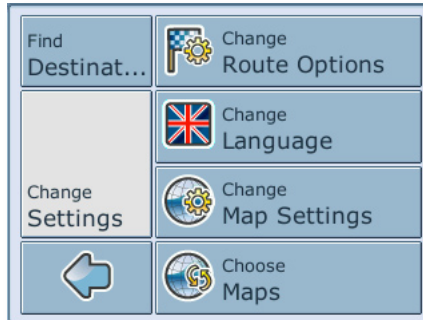 Find
Destinat...
Change
Route Options
Change
Language
Change
Settings
Change
Map Settings
Choose
Maps